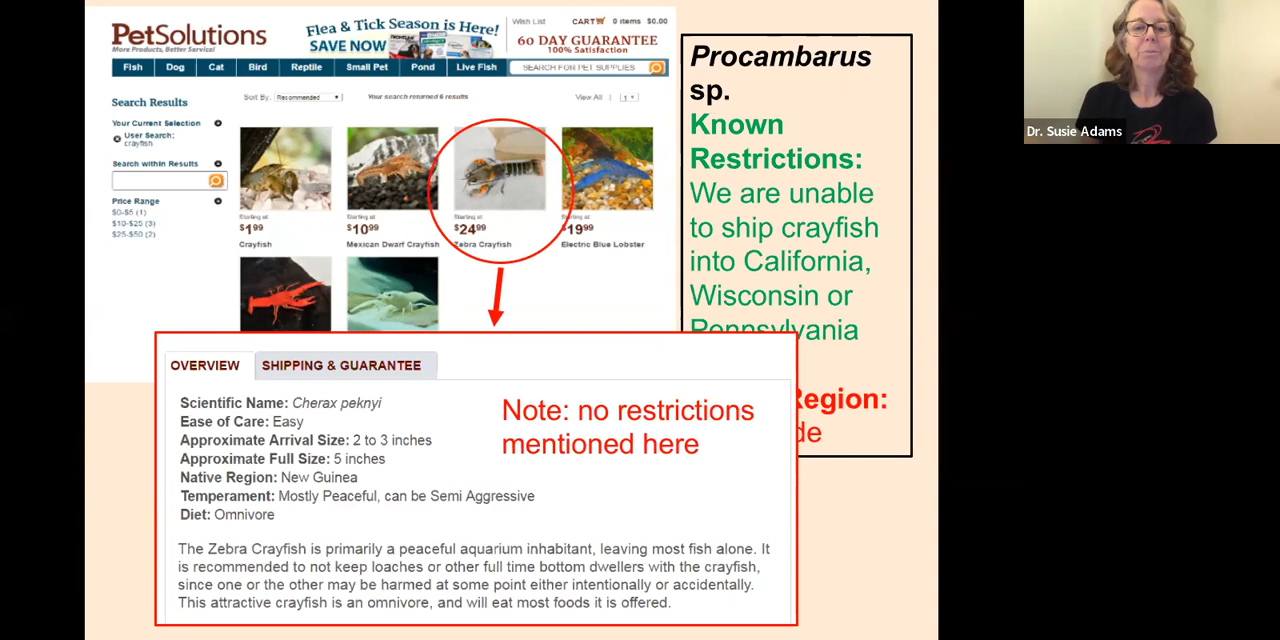 PetSolutions
More Products, Better Service!
Flea & Tick Season is Here!
SAVE NOW
Wish List
CART 0 items $0.00
60 DAY GUARANTEE
100% Satisfaction
Fish Dog Cat Bird Reptile Small Pet Pond Live Fish SEARCH FOR PET SUPPLIES
Search Results
Your Current Selection
User Search:
crayfish
Search within Results
Price Range
$0-$5 (1)
$10-$25 (3)
$25-$50 (2)
Sort By: Recommended
Your search returned 6 results
View All | 1
Starting at
$1.99
Crayfish
Starting at
$10.99
Mexican Dwarf Crayfish
Starting at
$24.99
Zebra Crayfish
Starting at
$19.99
Electric Blue Lobster
Procambarus
sp.
Known
Restrictions:
We are unable
to ship crayfish
into California,
Wisconsin or
Pennsylvania
Region:
de
OVERVIEW SHIPPING & GUARANTEE
Scientific Name: Cherax peknyi
Ease of Care: Easy
Approximate Arrival Size: 2 to 3 inches
Approximate Full Size: 5 inches
Native Region: New Guinea
Temperament: Mostly Peaceful, can be Semi Aggressive
Diet: Omnivore
Note: no restrictions
mentioned here
The Zebra Crayfish is primarily a peaceful aquarium inhabitant, leaving most fish alone. It
is recommended to not keep loaches or other full time bottom dwellers with the crayfish,
since one or the other may be harmed at some point either intentionally or accidentally.
This attractive crayfish is an omnivore, and will eat most foods it is offered.
Dr. Susie Adams